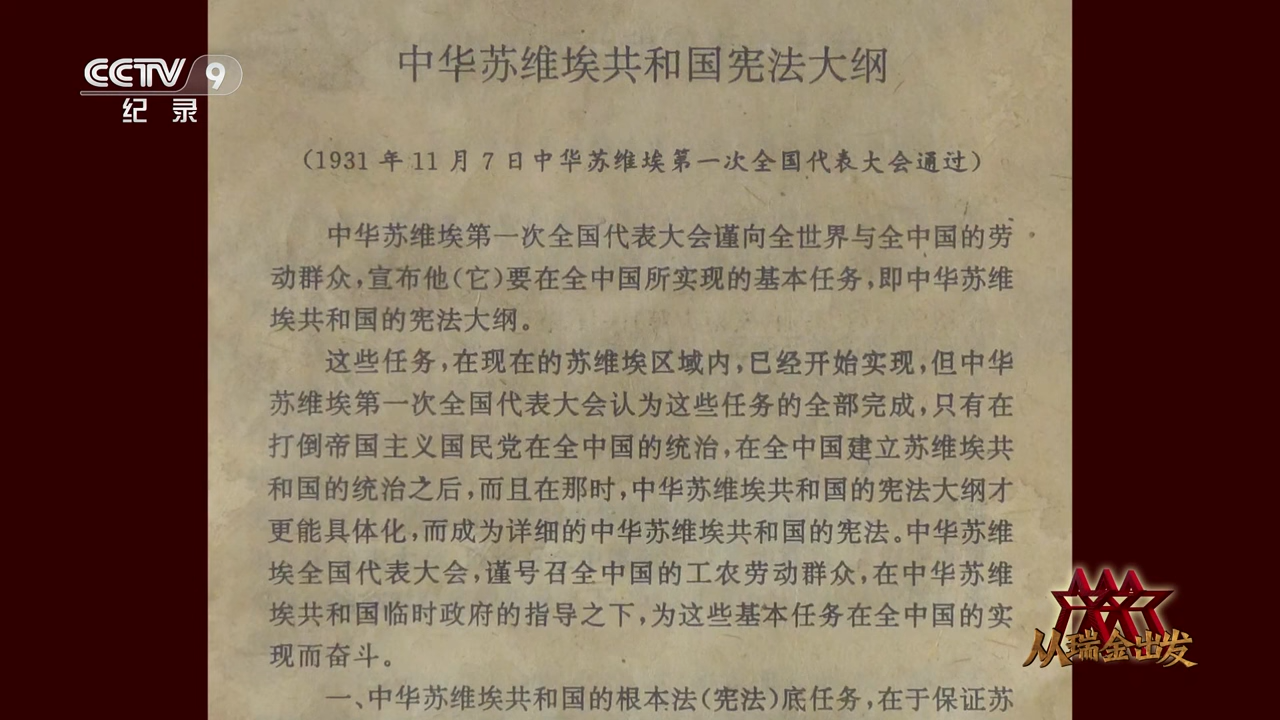 CCTV 9
纪录
中华苏维埃共和国宪法大纲
（1931年11月7日中华苏维埃第一次全国代表大会通过）
中华苏维埃第一次全国代表大会谨向全世界与全中国的劳
动群众，宣布他（它）要在全中国所实现的基本任务，即中华苏维
埃共和国的宪法大纲。
这些任务，在现在的苏维埃区域内，已经开始实现，但中华
苏维埃第一次全国代表大会认为这些任务的全部完成，只有在
打倒帝国主义国民党在全中国的统治，在全中国建立苏维埃共
和国的统治之后，而且在那时，中华苏维埃共和国的宪法大纲才
更能具体化，而成为详细的中华苏维埃共和国的宪法。中华苏维
埃全国代表大会，谨号召全中国的工农劳动群众，在中华苏维
埃共和国临时政府的指导之下，为这些基本任务在全中国的实
现而奋斗。
一、中华苏维埃共和国的根本法（宪法）底任务，在于保证苏
从瑞金出发